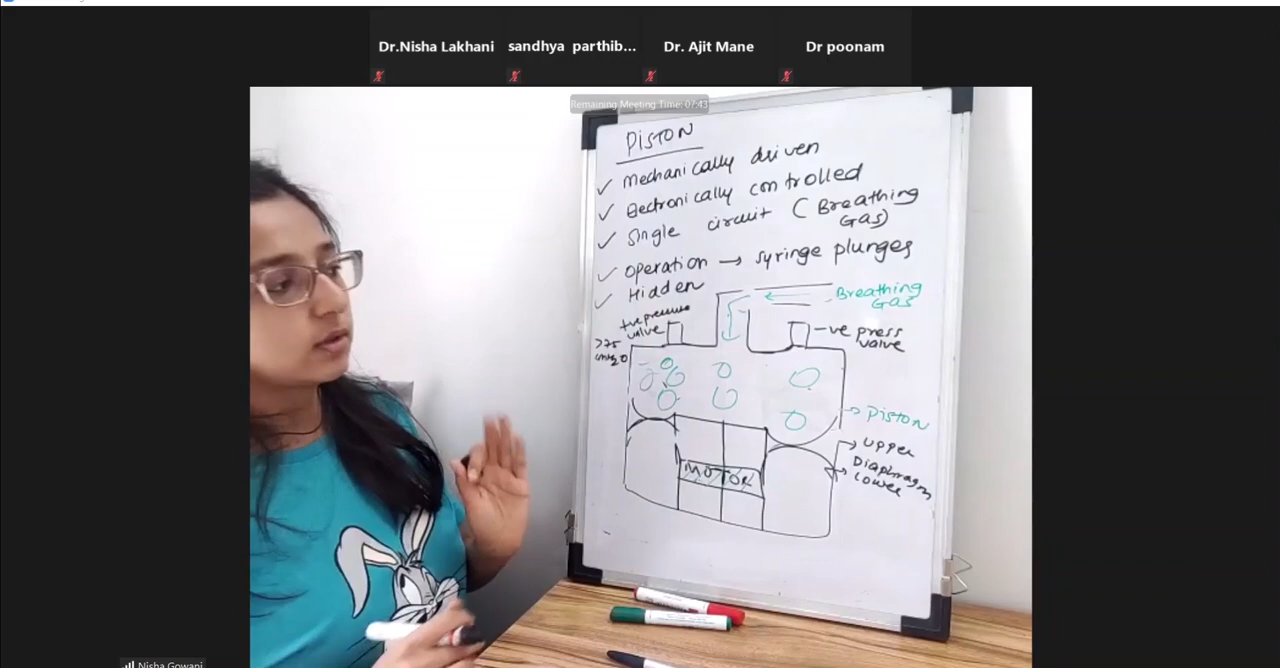 Dr.Nisha Lakhani
sandhya parthib...
Dr. Ajit Mane
Dr poonam
Remaining Meeting Time: 07:43
PISTON
✓ Mechanically driven
✓ Electronically controlled
✓ Single circuit (Breathing
Gas)
✓ Operation → syringe plunges
✓ Hidden
Breathing
Gas
+ve pressure
valve
>75
cmH2O
-ve press
valve
→ Piston
→ Upper
Diaphragm
→ Lower
MOTOR
Nisha Gowani